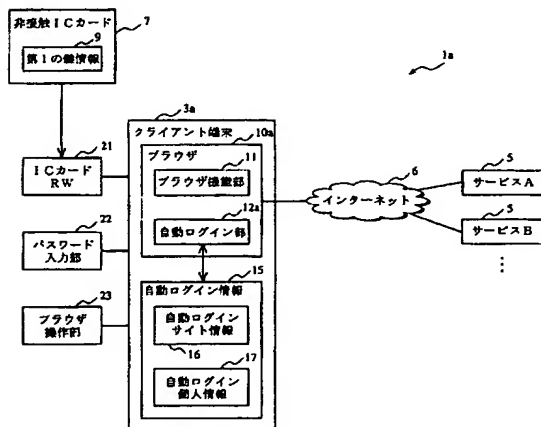 非接触ICカード
7
9
第1の鍵情報
1a
3a
クライアント端末
10a
ブラウザ
11
ブラウザ機能部
12a
自動ログイン部
21
ICカード
RW
22
パスワード
入力部
23
ブラウザ
操作部
15
自動ログイン情報
自動ログイン
サイト情報
16
17
自動ログイン
個人情報
6
インターネット
5
サービスA
5
サービスB
⋮